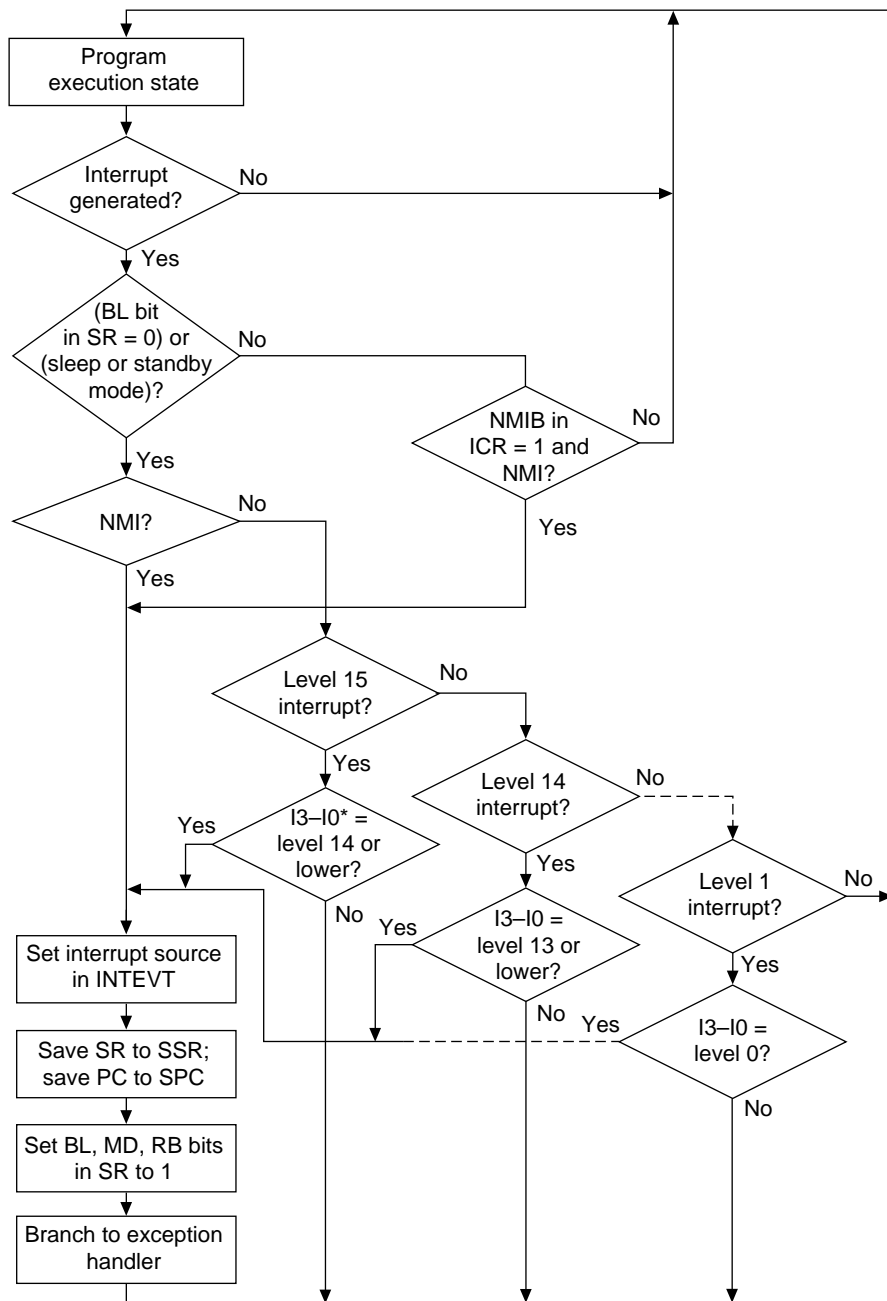 Program
execution state
Interrupt
generated?
No
Yes
(BL bit
in SR = 0) or
(sleep or standby
mode)?
No
Yes
NMIB in
ICR = 1 and
NMI?
No
Yes
NMI?
No
Yes
Level 15
interrupt?
No
Yes
Level 14
interrupt?
No
Yes
I3–I0* =
level 14 or
lower?
Yes
No
Level 1
interrupt?
No
Yes
I3–I0 =
level 13 or
lower?
Yes
No
I3–I0 =
level 0?
Yes
No
Set interrupt source
in INTEVT
Save SR to SSR;
save PC to SPC
Set BL, MD, RB bits
in SR to 1
Branch to exception
handler